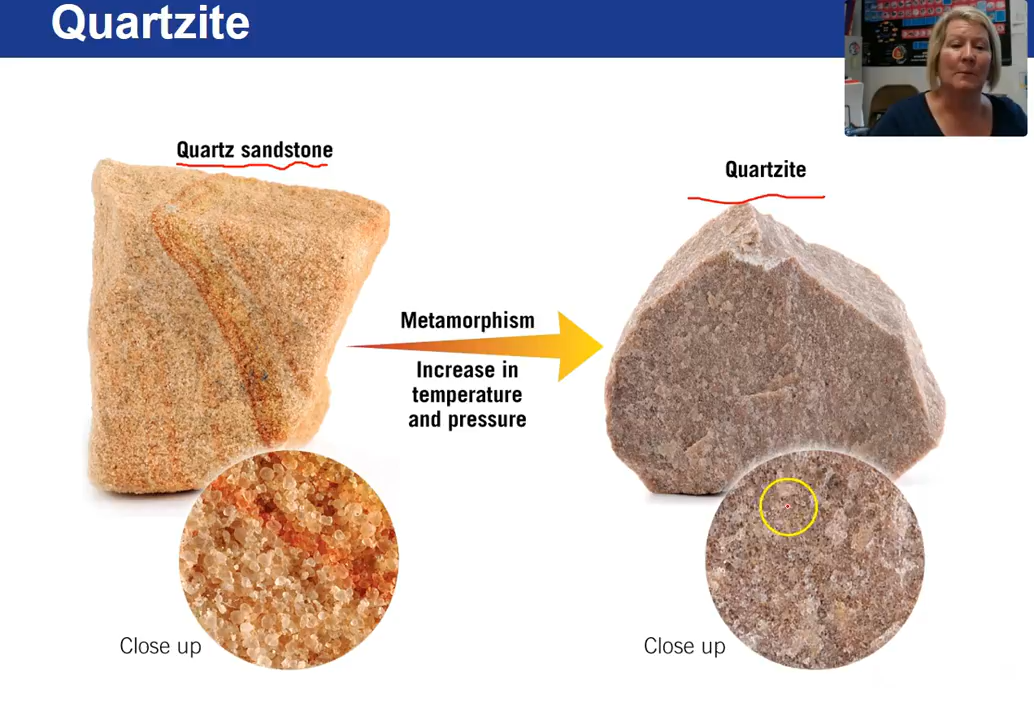 Quartzite
Quartz sandstone
Quartzite
Metamorphism
Increase in
temperature
and pressure
Close up
Close up